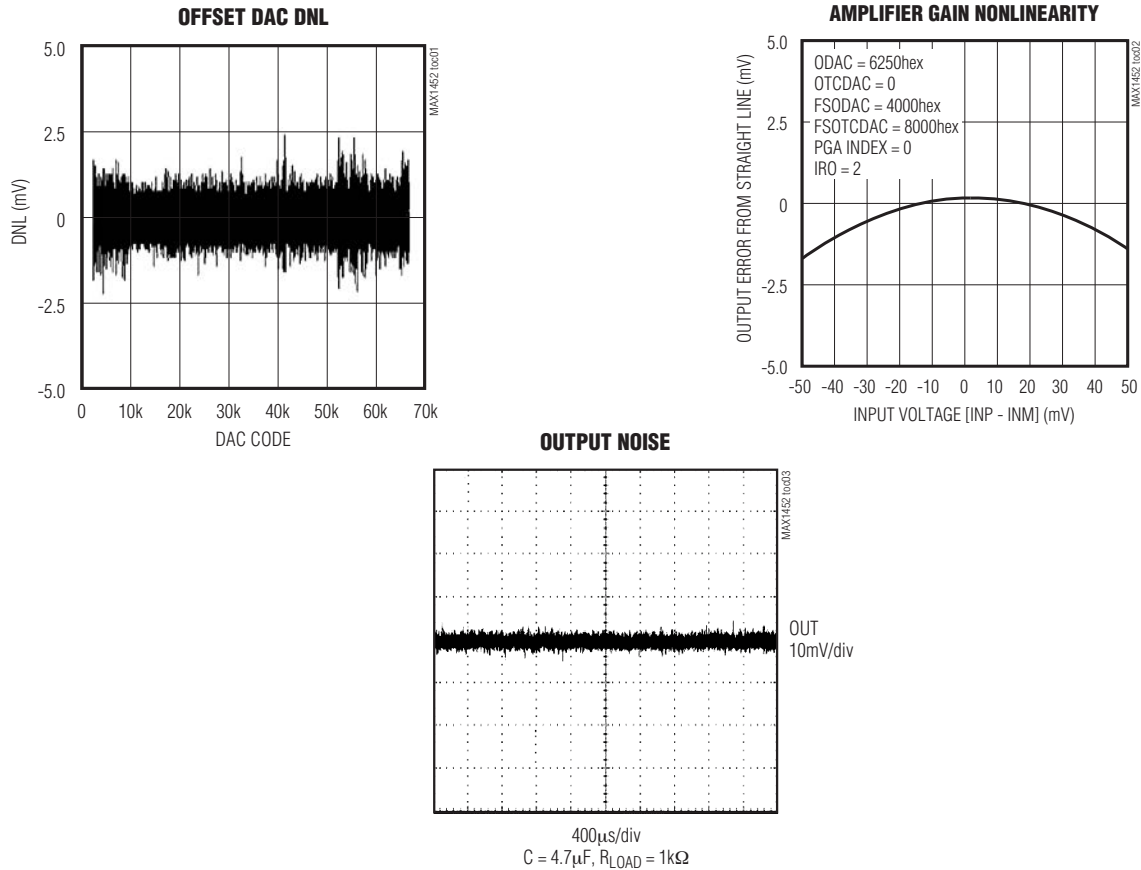 OFFSET DAC DNL
5.0
2.5
0
-2.5
-5.0
DNL (mV)
0 10k 20k 30k 40k 50k 60k 70k
DAC CODE
MAX1452 toc01
AMPLIFIER GAIN NONLINEARITY
5.0
2.5
0
-2.5
-5.0
OUTPUT ERROR FROM STRAIGHT LINE (mV)
ODAC = 6250hex
OTCDAC = 0
FSODAC = 4000hex
FSOTCDAC = 8000hex
PGA INDEX = 0
IRO = 2
-50 -40 -30 -20 -10 0 10 20 30 40 50
INPUT VOLTAGE [INP - INM] (mV)
MAX1452 toc02
OUTPUT NOISE
MAX1452 toc03
OUT
10mV/div
400μs/div
C = 4.7μF, RLOAD = 1kΩ